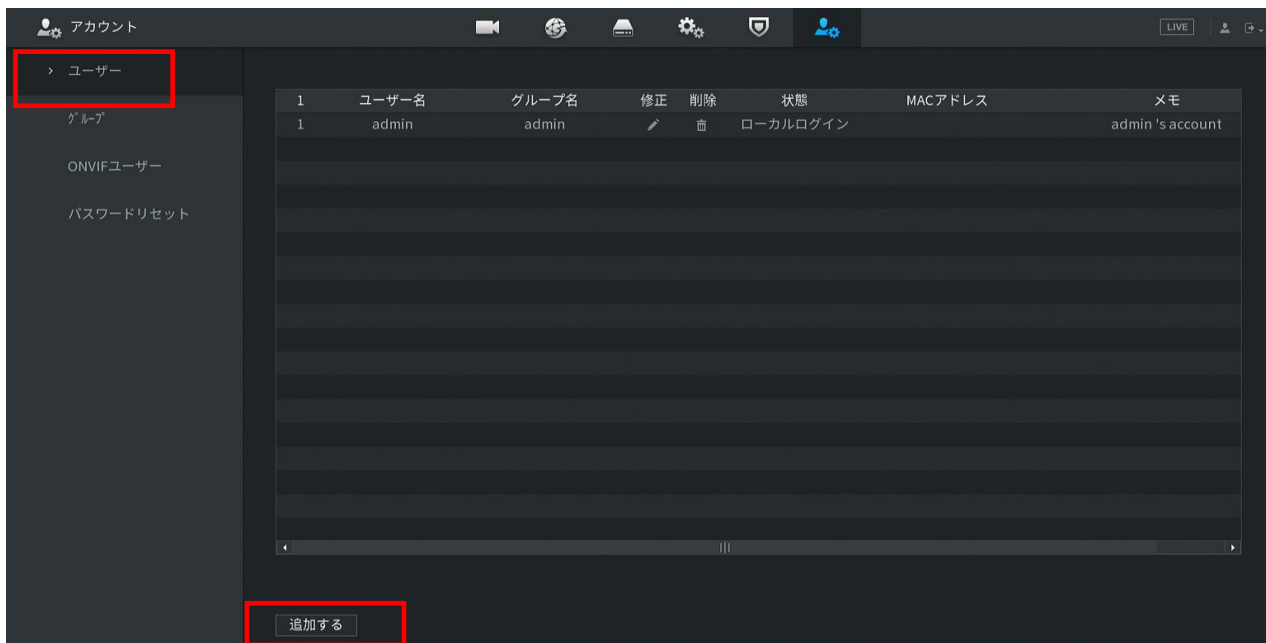 アカウント LIVE
ユーザー
グループ
ONVIFユーザー
パスワードリセット
1 ユーザー名 グループ名 修正 削除 状態 MACアドレス メモ
1 admin admin ローカルログイン admin 's account
追加する